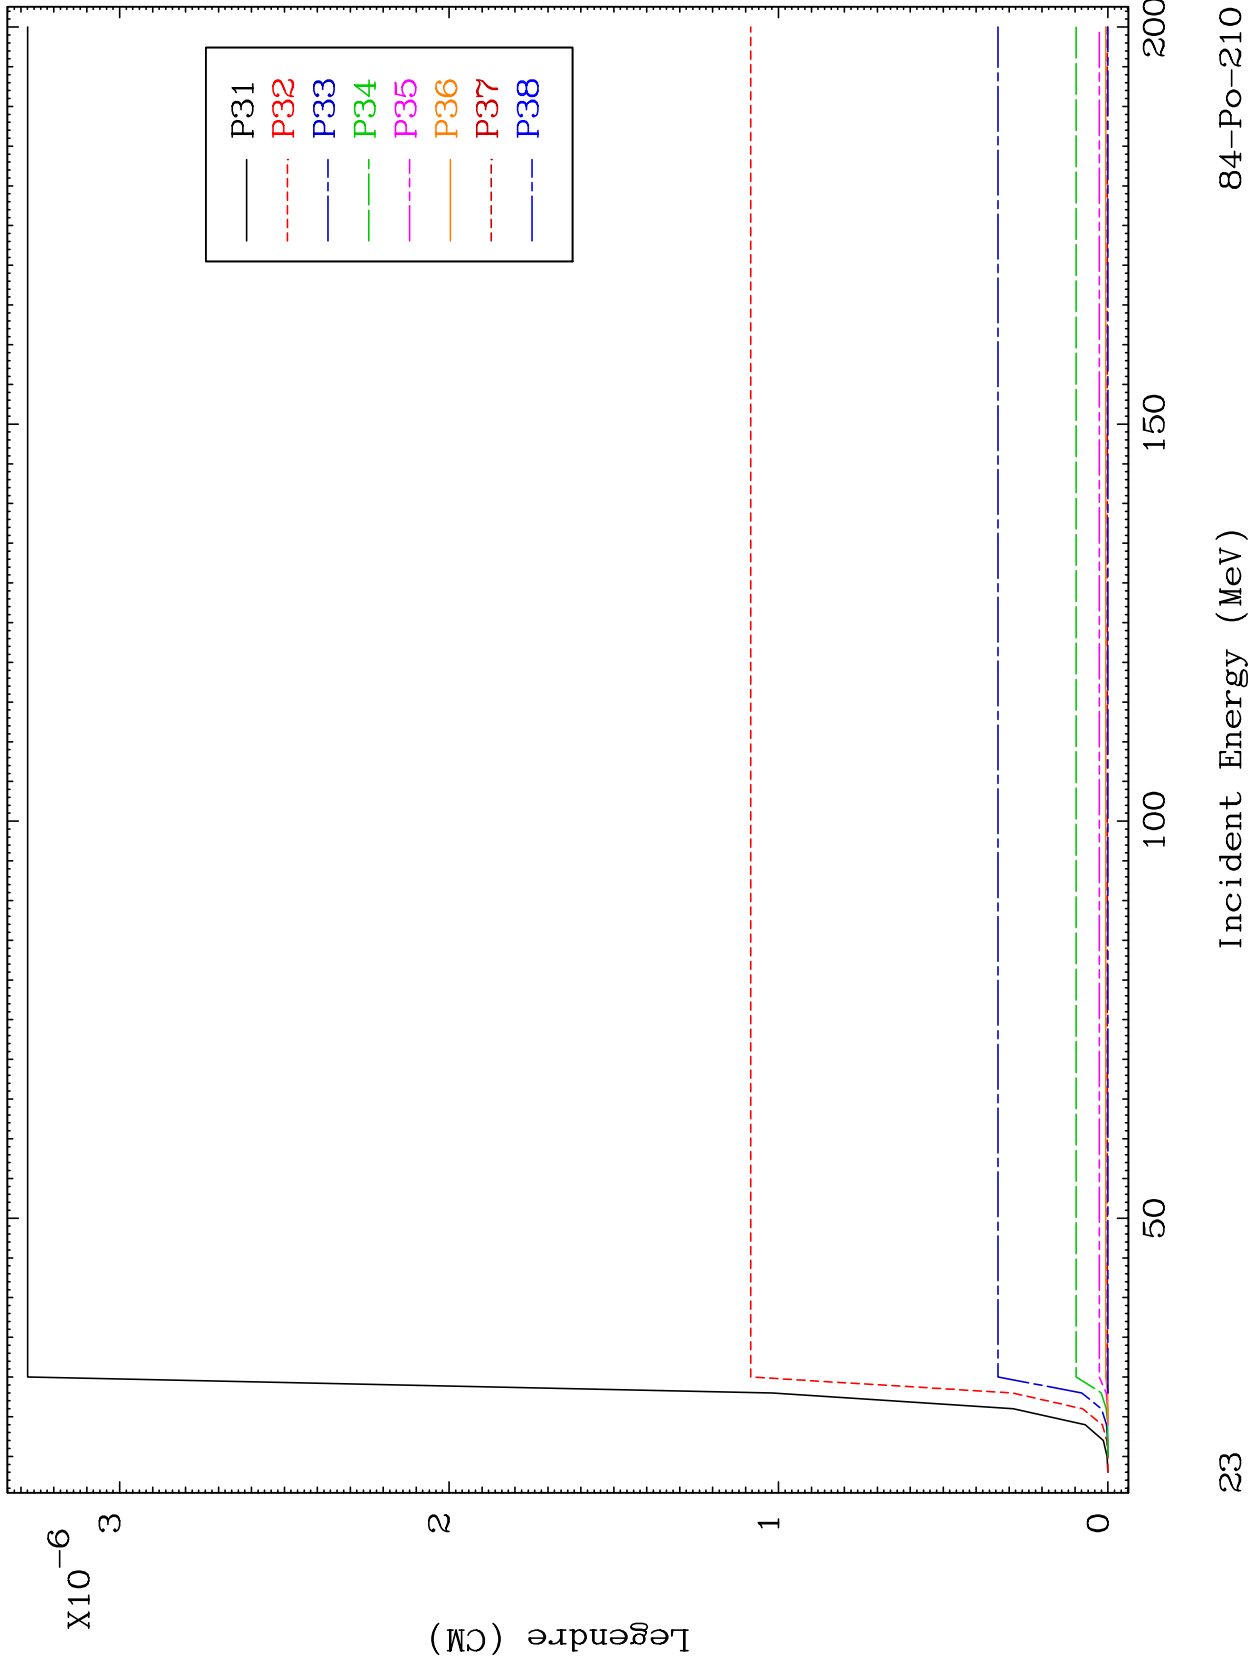 X10-6
3
2
1
0
Legendre (CM)
P31
P32
P33
P34
P35
P36
P37
P38
50
100
150
200
23
Incident Energy (MeV)
84-Po-210